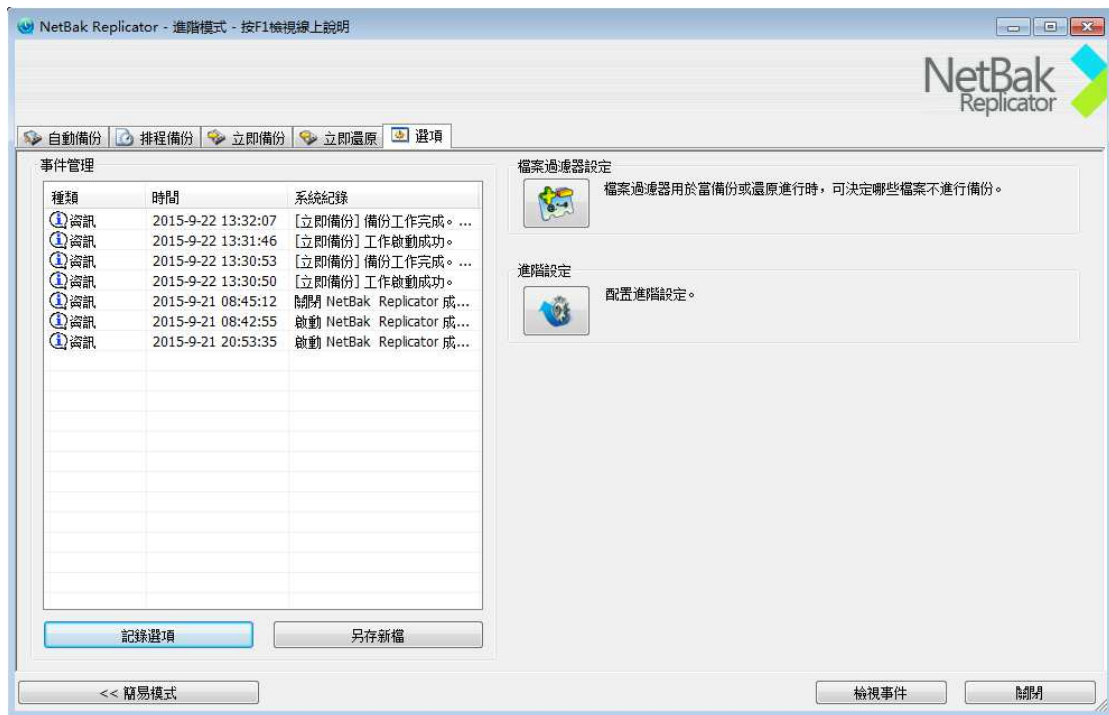 NetBak Replicator - 進階模式 - 按F1檢視線上說明
NetBak
Replicator
自動備份 排程備份 立即備份 立即還原 選項
事件管理
種類 時間 系統紀錄
資訊 2015-9-22 13:32:07 [立即備份] 備份工作完成。...
資訊 2015-9-22 13:31:46 [立即備份] 工作啟動成功。
資訊 2015-9-22 13:30:53 [立即備份] 備份工作完成。...
資訊 2015-9-22 13:30:50 [立即備份] 工作啟動成功。
資訊 2015-9-21 08:45:12 關閉 NetBak Replicator 成...
資訊 2015-9-21 08:42:55 啟動 NetBak Replicator 成...
資訊 2015-9-21 20:53:35 啟動 NetBak Replicator 成...
記錄選項 另存新檔
檔案過濾器設定
檔案過濾器用於當備份或還原進行時，可決定哪些檔案不進行備份。
進階設定
配置進階設定。
<< 簡易模式 檢視事件 關閉